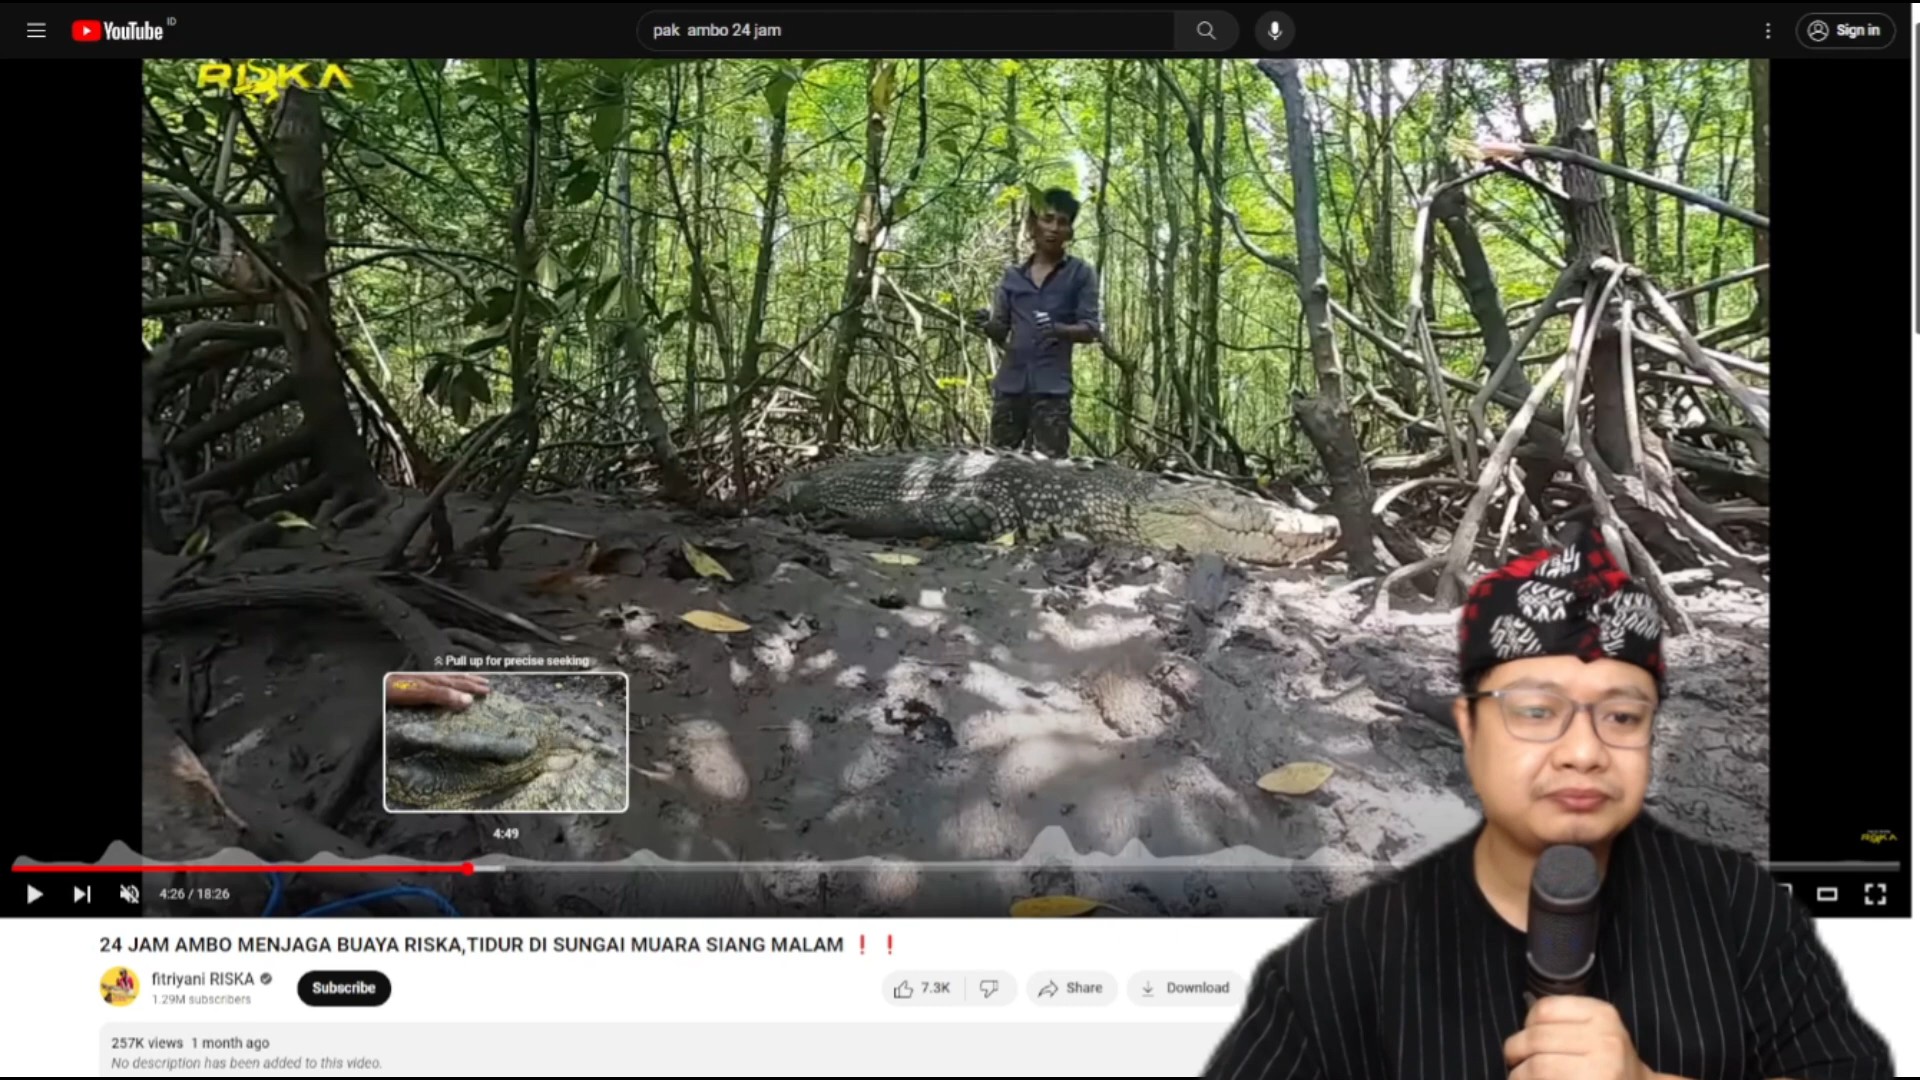 YouTube ID
pak ambo 24 jam
Sign in
RISKA
Pull up for precise seeking
4:49
RISKA
4:26 / 18:26
24 JAM AMBO MENJAGA BUAYA RISKA,TIDUR DI SUNGAI MUARA SIANG MALAM ❗ ❗
fitriyani RISKA
1.29M subscribers
Subscribe
7.3K
Share
Download
257K views 1 month ago
No description has been added to this video.